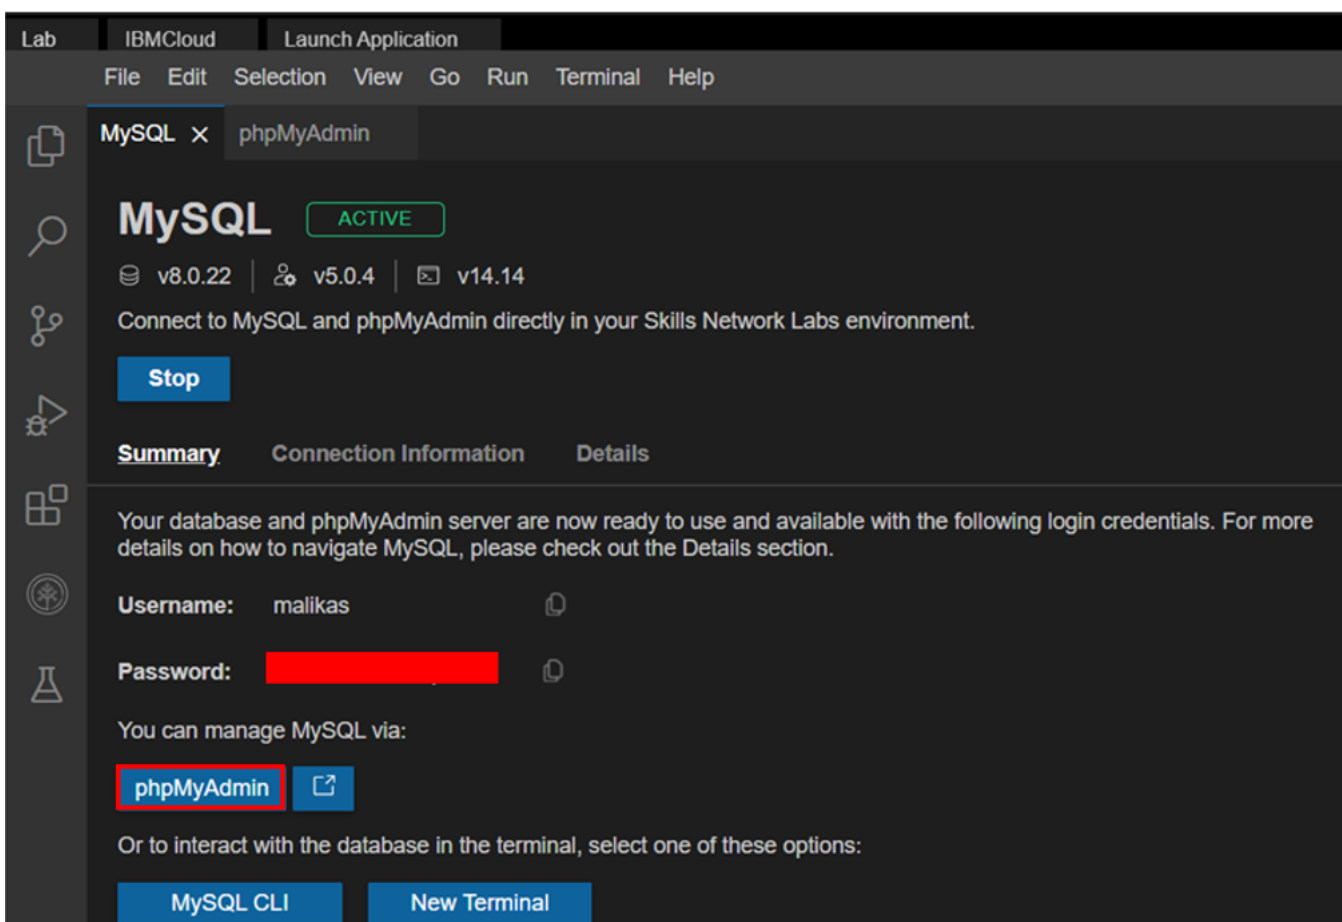 Lab IBMCloud Launch Application
File Edit Selection View Go Run Terminal Help
MySQL phpMyAdmin
MySQL ACTIVE
v8.0.22 v5.0.4 v14.14
Connect to MySQL and phpMyAdmin directly in your Skills Network Labs environment.
Stop
Summary Connection Information Details
Your database and phpMyAdmin server are now ready to use and available with the following login credentials. For more
details on how to navigate MySQL, please check out the Details section.
Username: malikas
Password:
You can manage MySQL via:
phpMyAdmin
Or to interact with the database in the terminal, select one of these options:
MySQL CLI New Terminal